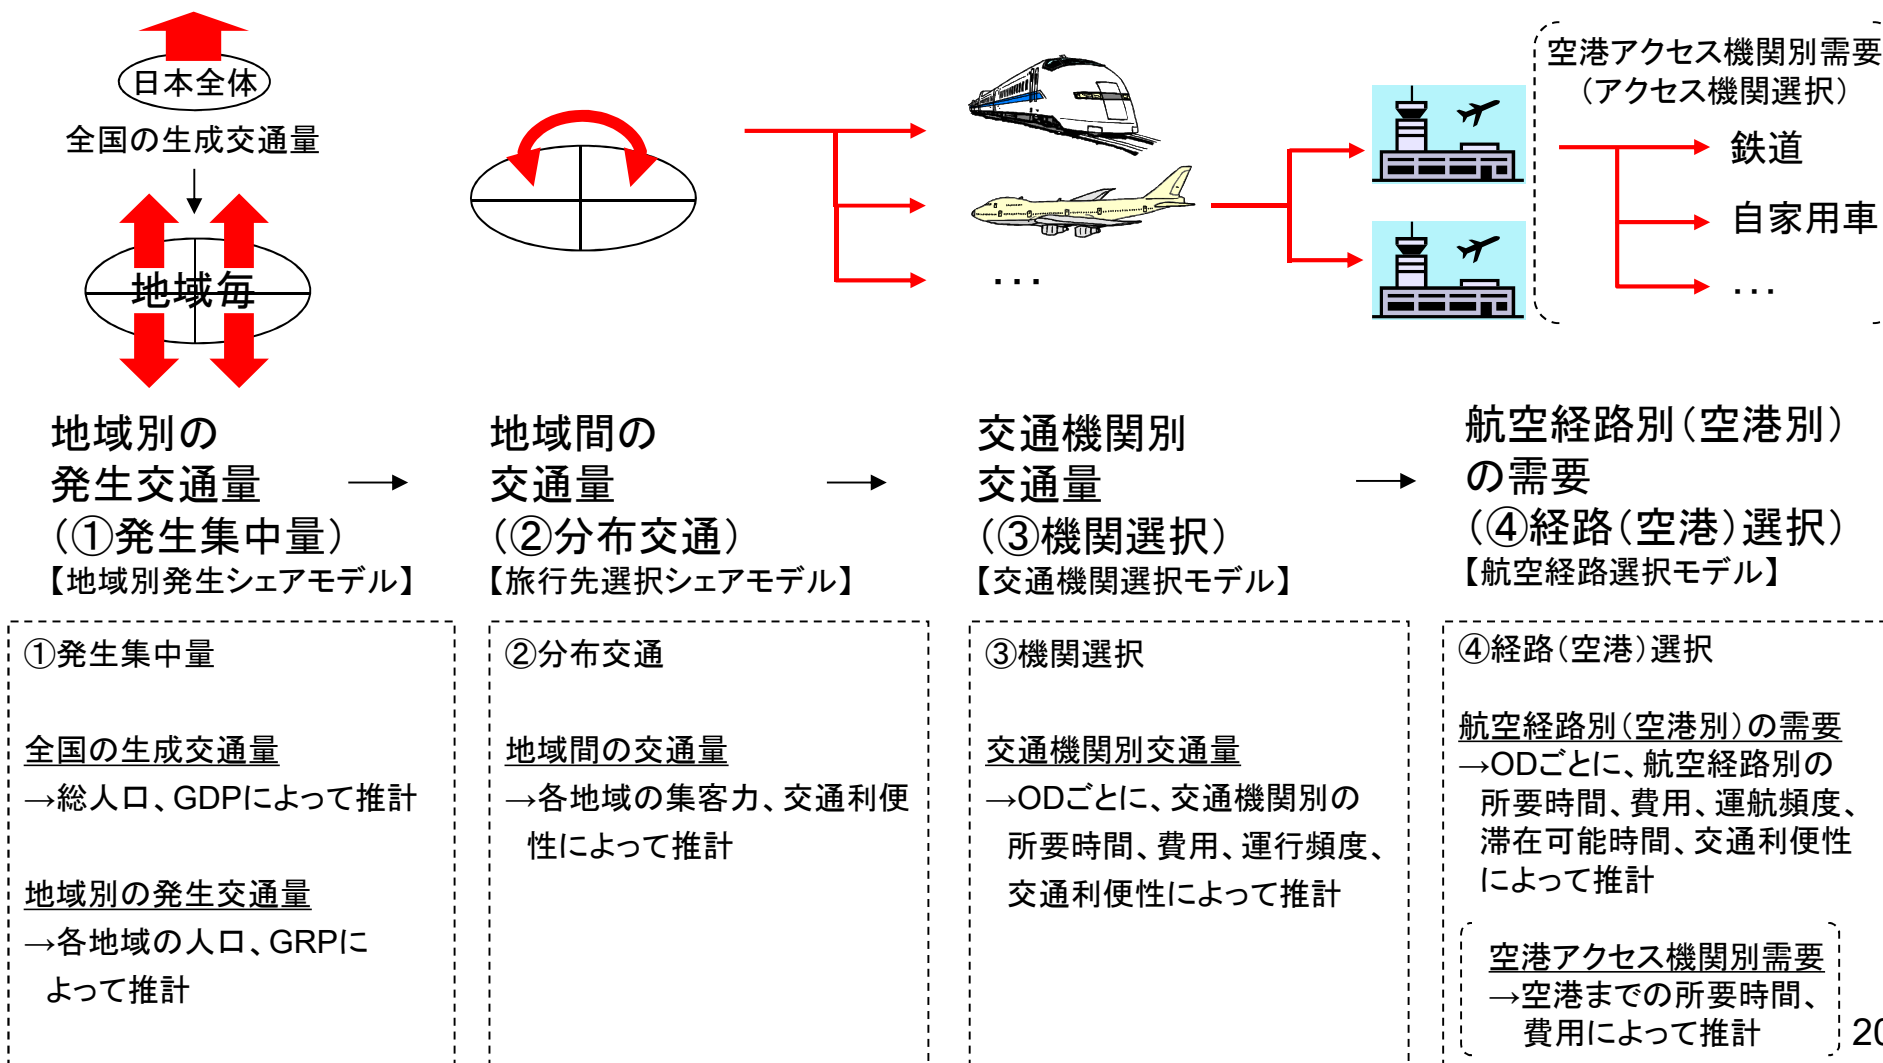 日本全体
全国の生成交通量
地域毎
・・・
空港アクセス機関別需要
（アクセス機関選択）
鉄道
自家用車
・・・
地域別の
発生交通量
（①発生集中量）
【地域別発生シェアモデル】
→
地域間の
交通量
（②分布交通）
【旅行先選択シェアモデル】
→
交通機関別
交通量
（③機関選択）
【交通機関選択モデル】
→
航空経路別（空港別）
の需要
（④経路（空港）選択）
【航空経路選択モデル】
①発生集中量
全国の生成交通量
→総人口、GDPによって推計
地域別の発生交通量
→各地域の人口、GRPに
よって推計
②分布交通
地域間の交通量
→各地域の集客力、交通利便
性によって推計
③機関選択
交通機関別交通量
→ODごとに、交通機関別の
所要時間、費用、運行頻度、
交通利便性によって推計
④経路（空港）選択
航空経路別（空港別）の需要
→ODごとに、航空経路別の
所要時間、費用、運航頻度、
滞在可能時間、交通利便性
によって推計
空港アクセス機関別需要
→空港までの所要時間、
費用によって推計
20